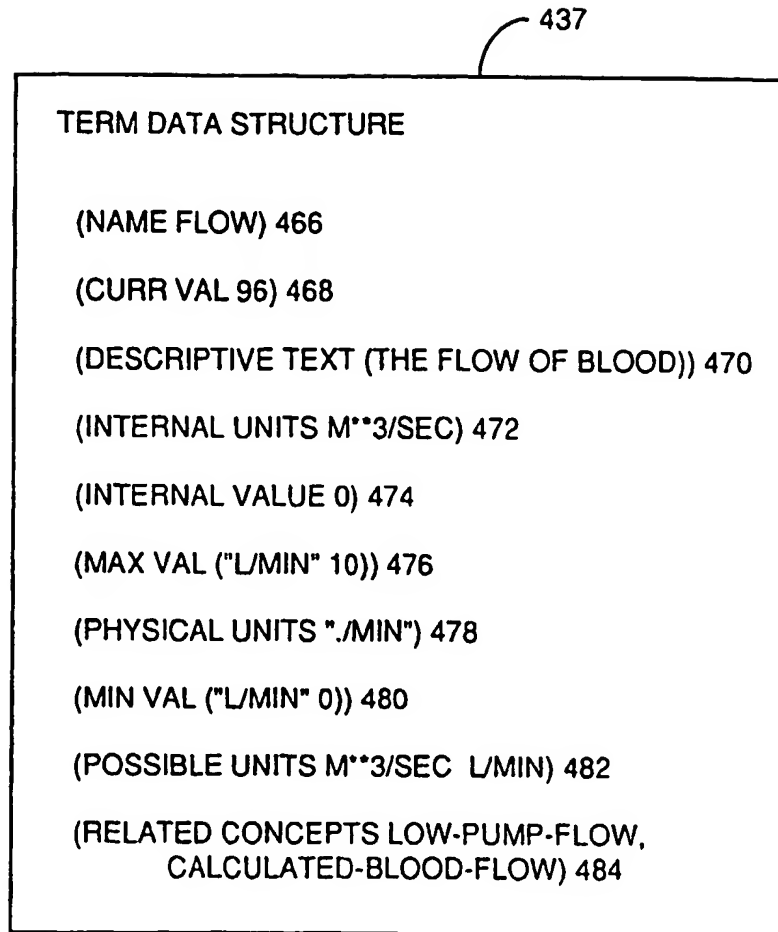 437
TERM DATA STRUCTURE
(NAME FLOW) 466
(CURR VAL 96) 468
(DESCRIPTIVE TEXT (THE FLOW OF BLOOD)) 470
(INTERNAL UNITS M**3/SEC) 472
(INTERNAL VALUE 0) 474
(MAX VAL ("L/MIN" 10)) 476
(PHYSICAL UNITS "./MIN") 478
(MIN VAL ("L/MIN" 0)) 480
(POSSIBLE UNITS M**3/SEC L/MIN) 482
(RELATED CONCEPTS LOW-PUMP-FLOW,
CALCULATED-BLOOD-FLOW) 484